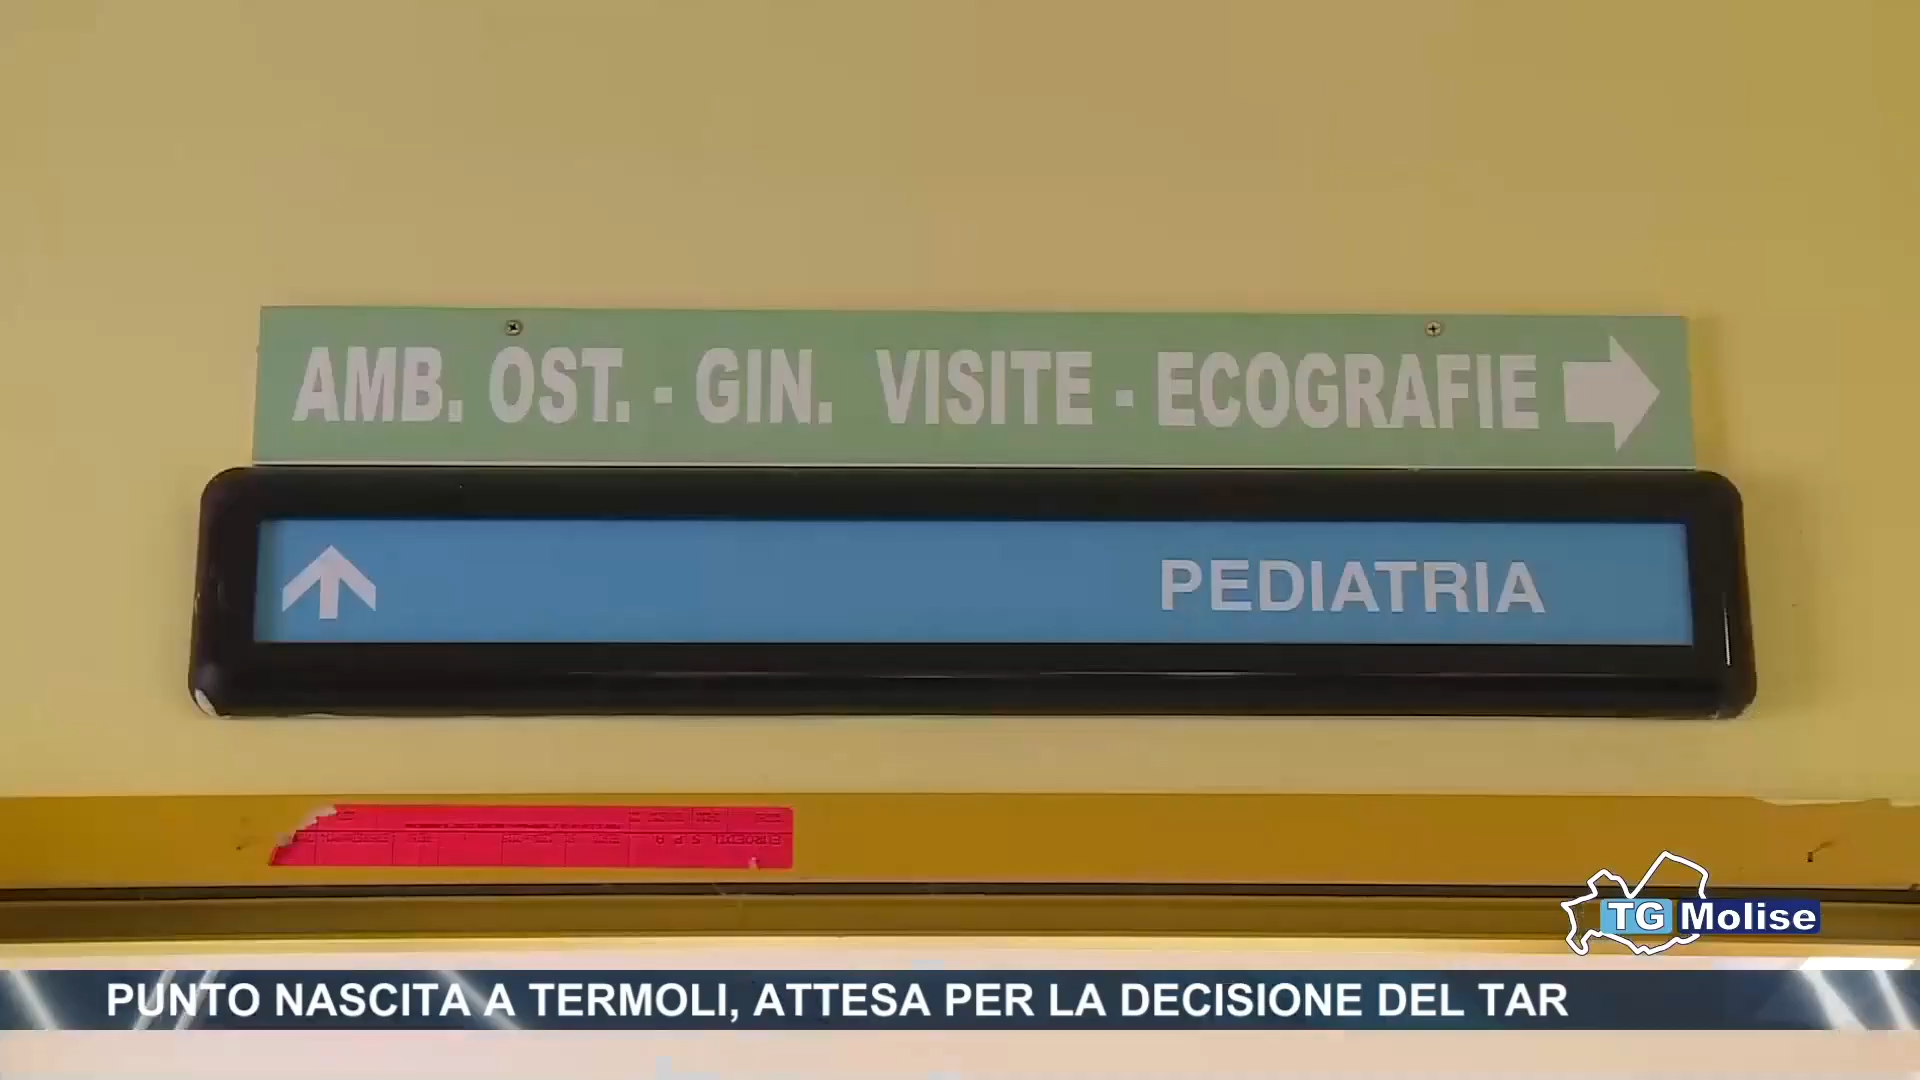 AMB. OST. - GIN. VISITE - ECOGRAFIE
PEDIATRIA
TG Molise
PUNTO NASCITA A TERMOLI, ATTESA PER LA DECISIONE DEL TAR